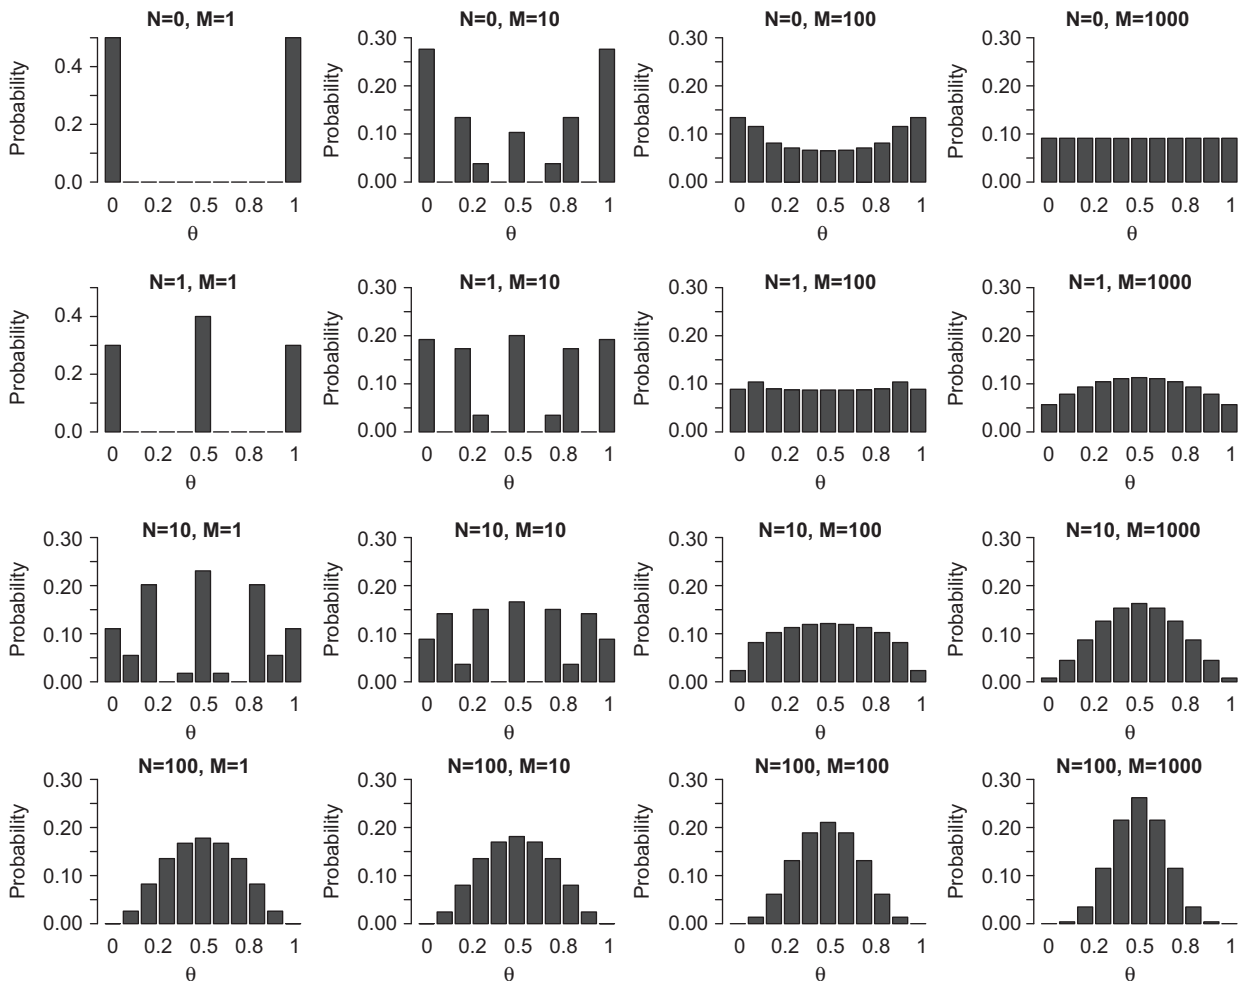 N=0, M=1
Probability
0.4
0.2
0.0
0 0.2 0.5 0.8 1
θ
N=0, M=10
Probability
0.30
0.20
0.10
0.00
0 0.2 0.5 0.8 1
θ
N=0, M=100
Probability
0.30
0.20
0.10
0.00
0 0.2 0.5 0.8 1
θ
N=0, M=1000
Probability
0.30
0.20
0.10
0.00
0 0.2 0.5 0.8 1
θ
N=1, M=1
Probability
0.4
0.2
0.0
0 0.2 0.5 0.8 1
θ
N=1, M=10
Probability
0.30
0.20
0.10
0.00
0 0.2 0.5 0.8 1
θ
N=1, M=100
Probability
0.30
0.20
0.10
0.00
0 0.2 0.5 0.8 1
θ
N=1, M=1000
Probability
0.30
0.20
0.10
0.00
0 0.2 0.5 0.8 1
θ
N=10, M=1
Probability
0.30
0.20
0.10
0.00
0 0.2 0.5 0.8 1
θ
N=10, M=10
Probability
0.30
0.20
0.10
0.00
0 0.2 0.5 0.8 1
θ
N=10, M=100
Probability
0.30
0.20
0.10
0.00
0 0.2 0.5 0.8 1
θ
N=10, M=1000
Probability
0.30
0.20
0.10
0.00
0 0.2 0.5 0.8 1
θ
N=100, M=1
Probability
0.30
0.20
0.10
0.00
0 0.2 0.5 0.8 1
θ
N=100, M=10
Probability
0.30
0.20
0.10
0.00
0 0.2 0.5 0.8 1
θ
N=100, M=100
Probability
0.30
0.20
0.10
0.00
0 0.2 0.5 0.8 1
θ
N=100, M=1000
Probability
0.30
0.20
0.10
0.00
0 0.2 0.5 0.8 1
θ